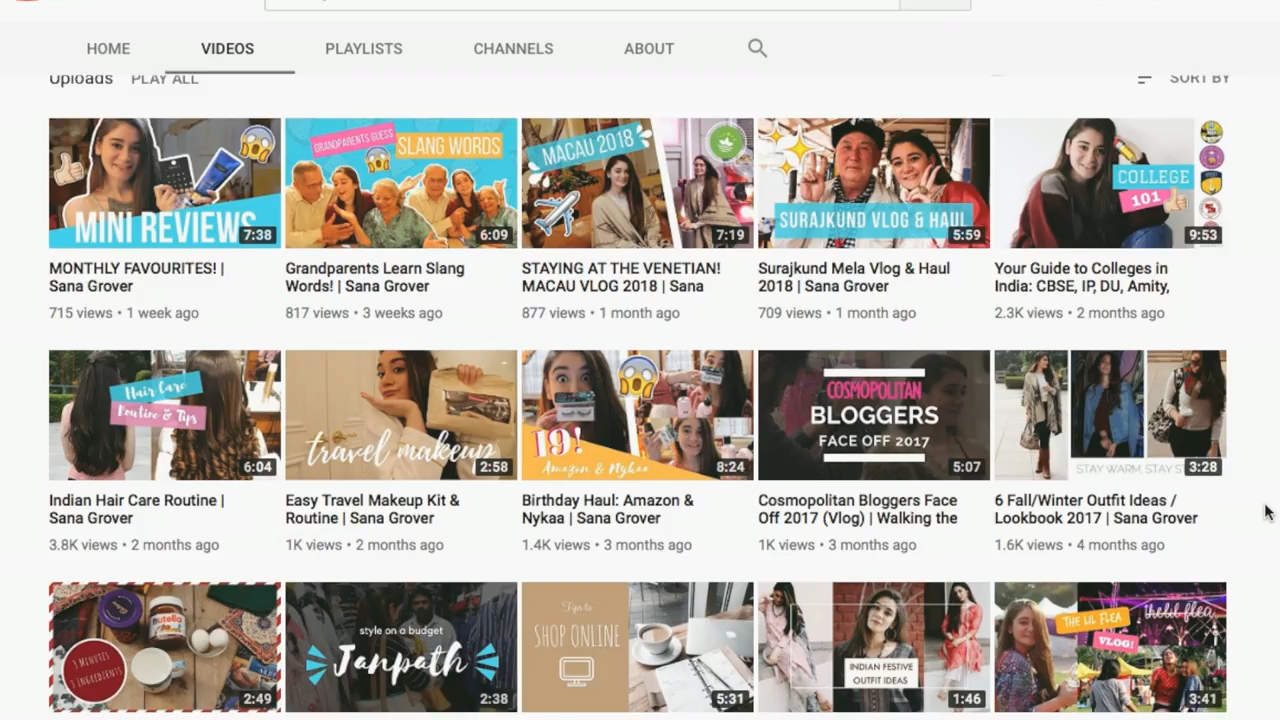 HOME VIDEOS PLAYLISTS CHANNELS ABOUT
Uploads PLAY ALL SORT BY
MINI REVIEWS
7:38
GRANDPARENTS GUESS
SLANG WORDS
6:09
MACAU 2018
7:19
SURAJKUND VLOG & HAUL
5:59
COLLEGE
101
9:53
MONTHLY FAVOURITES! |
Sana Grover
715 views • 1 week ago
Grandparents Learn Slang
Words! | Sana Grover
817 views • 3 weeks ago
STAYING AT THE VENETIAN!
MACAU VLOG 2018 | Sana
877 views • 1 month ago
Surajkund Mela Vlog & Haul
2018 | Sana Grover
709 views • 1 month ago
Your Guide to Colleges in
India: CBSE, IP, DU, Amity,
2.3K views • 2 months ago
Hair Care
Routine & Tips
6:04
travel makeup
2:58
19!
Amazon & Nykaa
8:24
COSMOPOLITAN
BLOGGERS
FACE OFF 2017
5:07
STAY WARM, STAY S
3:28
Indian Hair Care Routine |
Sana Grover
3.8K views • 2 months ago
Easy Travel Makeup Kit &
Routine | Sana Grover
1K views • 2 months ago
Birthday Haul: Amazon &
Nykaa | Sana Grover
1.4K views • 3 months ago
Cosmopolitan Bloggers Face
Off 2017 (Vlog) | Walking the
1K views • 3 months ago
6 Fall/Winter Outfit Ideas /
Lookbook 2017 | Sana Grover
1.6K views • 4 months ago
3 MINUTES
3 INGREDIENTS
nutella
2:49
style on a budget
Janpath
2:38
Tips to
SHOP ONLINE
5:31
INDIAN FESTIVE
OUTFIT IDEAS
1:46
THE LIL FLEA
VLOG!
thelil flea
3:41